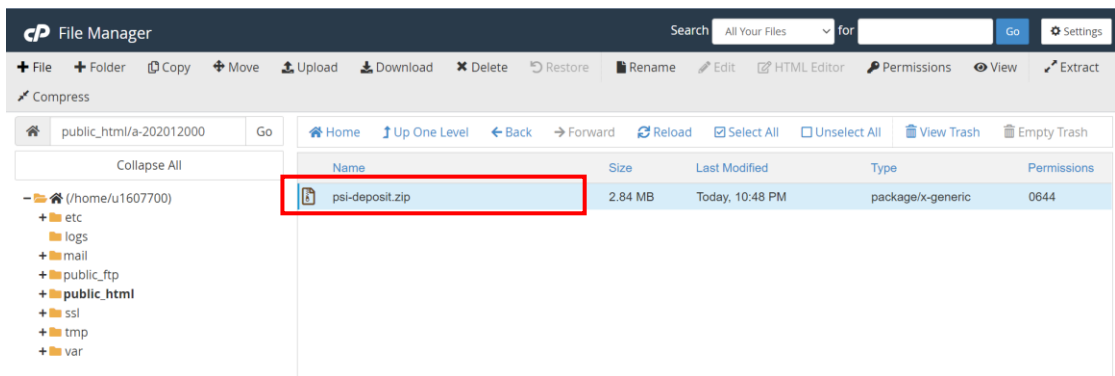 cP File Manager Search All Your Files for Go Settings
File Folder Copy Move Upload Download Delete Restore Rename Edit HTML Editor Permissions View Extract
Compress
public_html/a-202012000 Go Home Up One Level Back Forward Reload Select All Unselect All View Trash Empty Trash
Collapse All
Name Size Last Modified Type Permissions
psi-deposit.zip 2.84 MB Today, 10:48 PM package/x-generic 0644
(/home/u1607700)
etc
logs
mail
public_ftp
public_html
ssl
tmp
var